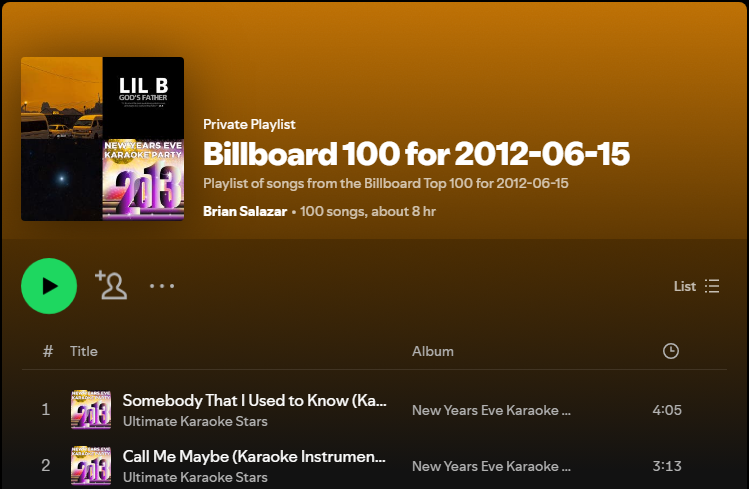 LIL B
GOD'S FATHER
NEW YEARS EVE
KARAOKE PARTY
2013
Private Playlist
Billboard 100 for 2012-06-15
Playlist of songs from the Billboard Top 100 for 2012-06-15
Brian Salazar • 100 songs, about 8 hr
List
# Title Album
1 Somebody That I Used to Know (Ka... New Years Eve Karaoke ... 4:05
Ultimate Karaoke Stars
2 Call Me Maybe (Karaoke Instrumen... New Years Eve Karaoke ... 3:13
Ultimate Karaoke Stars